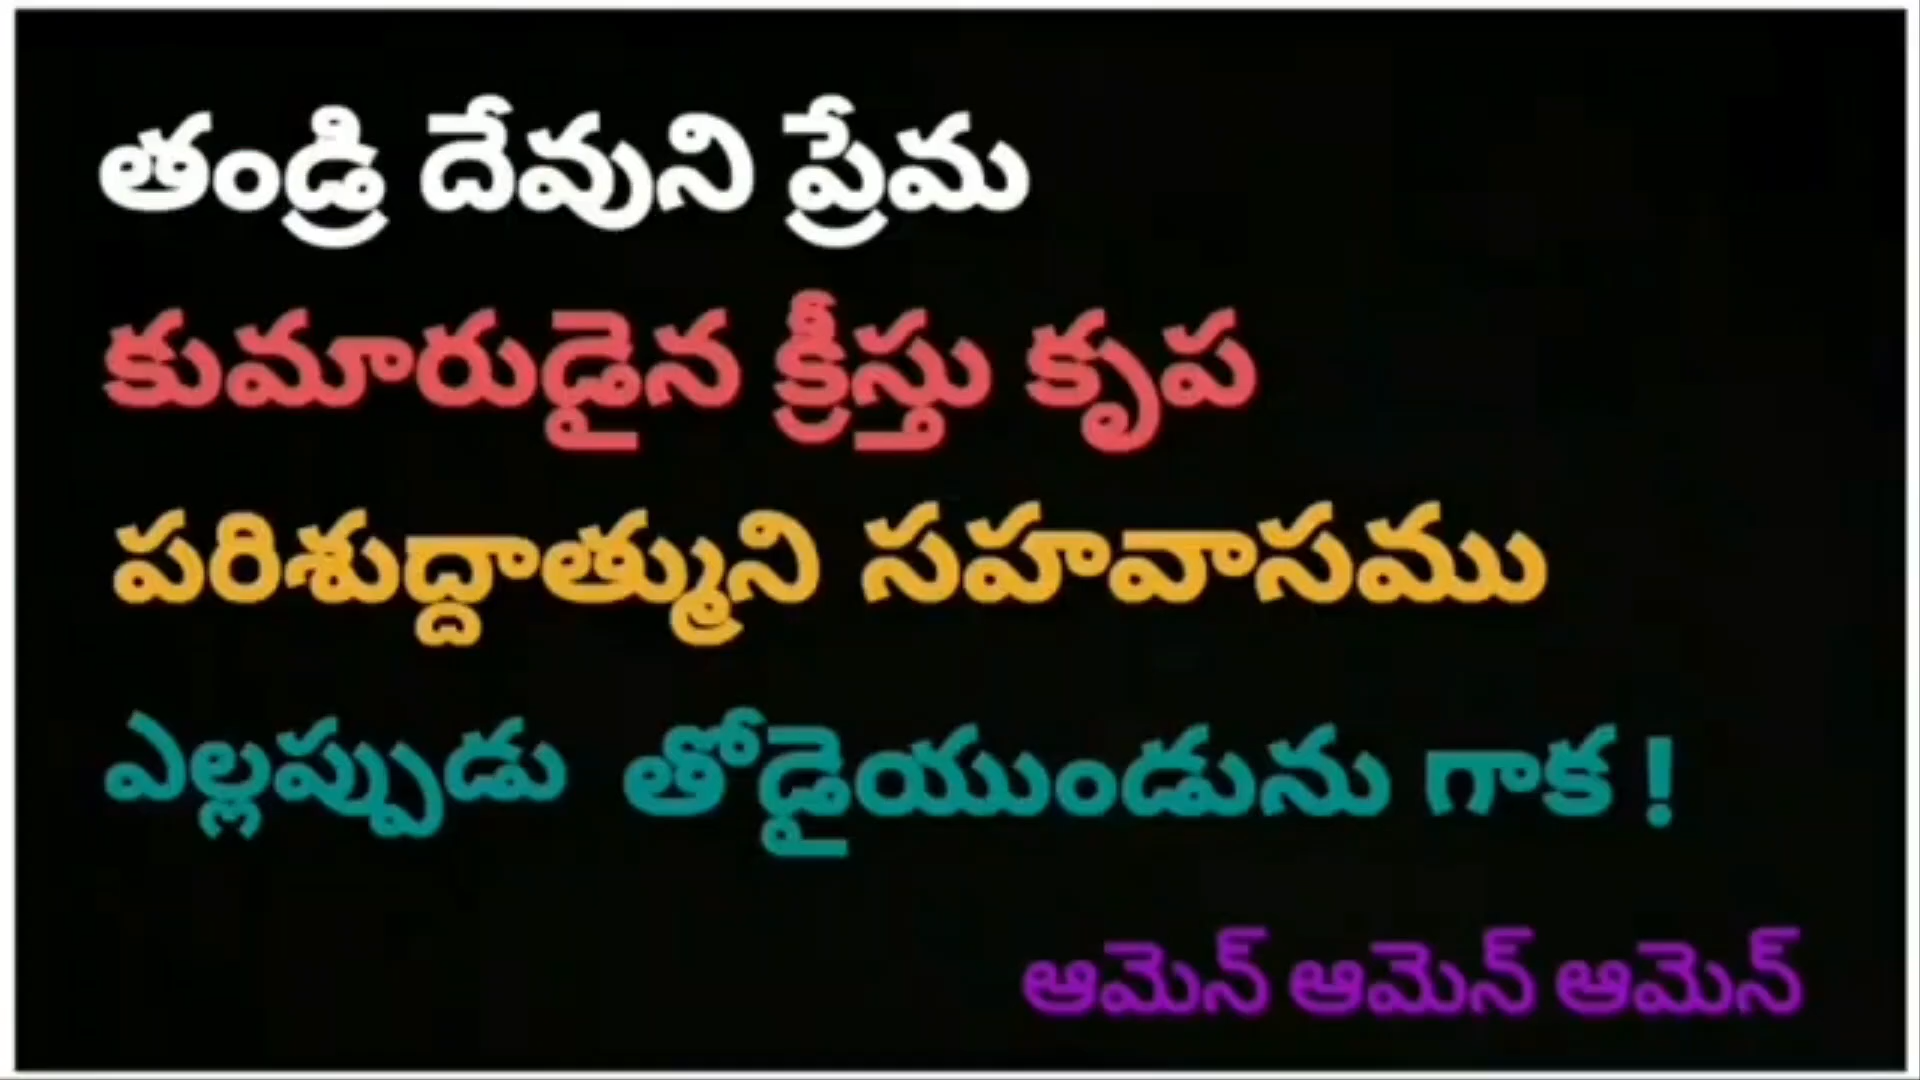 తండ్రి దేవుని ప్రేమ
కుమారుడైన క్రీస్తు కృప
పరిశుద్దాత్ముని సహవాసము
ఎల్లప్పుడు తోడైయుండును గాక !
ఆమెన్ ఆమెన్ ఆమెన్